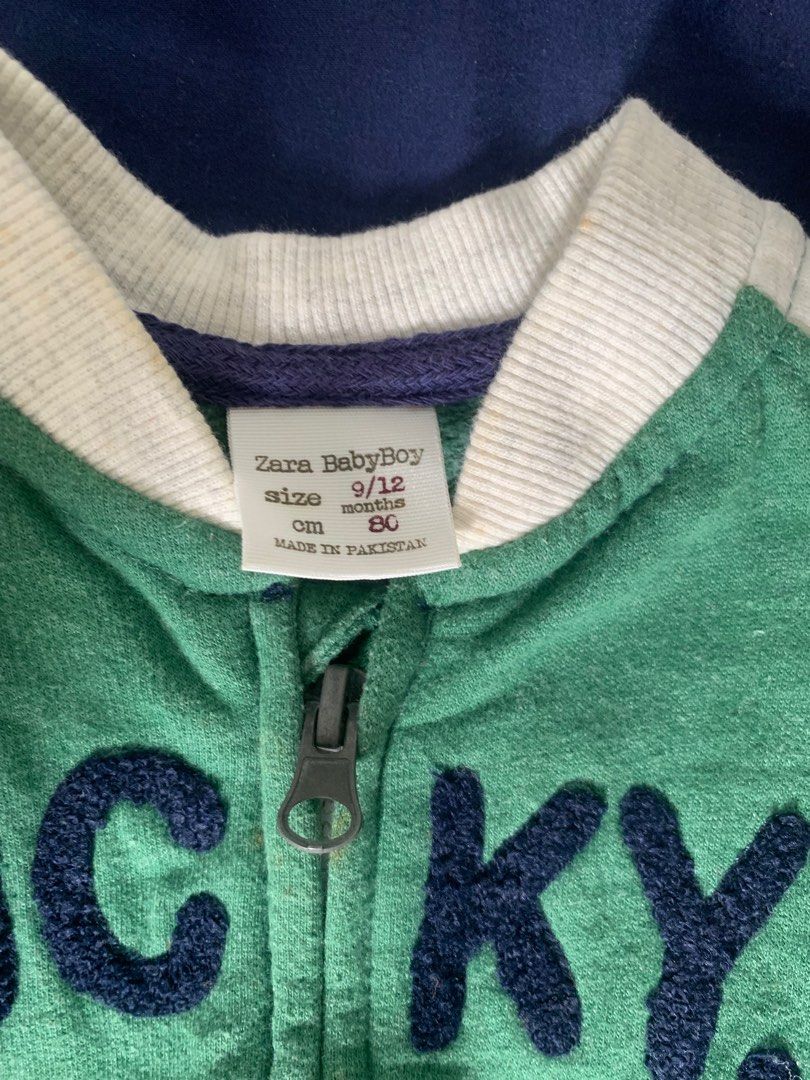 Zara BabyBoy
size 9/12
months
cm 80
MADE IN PAKISTAN
CKY